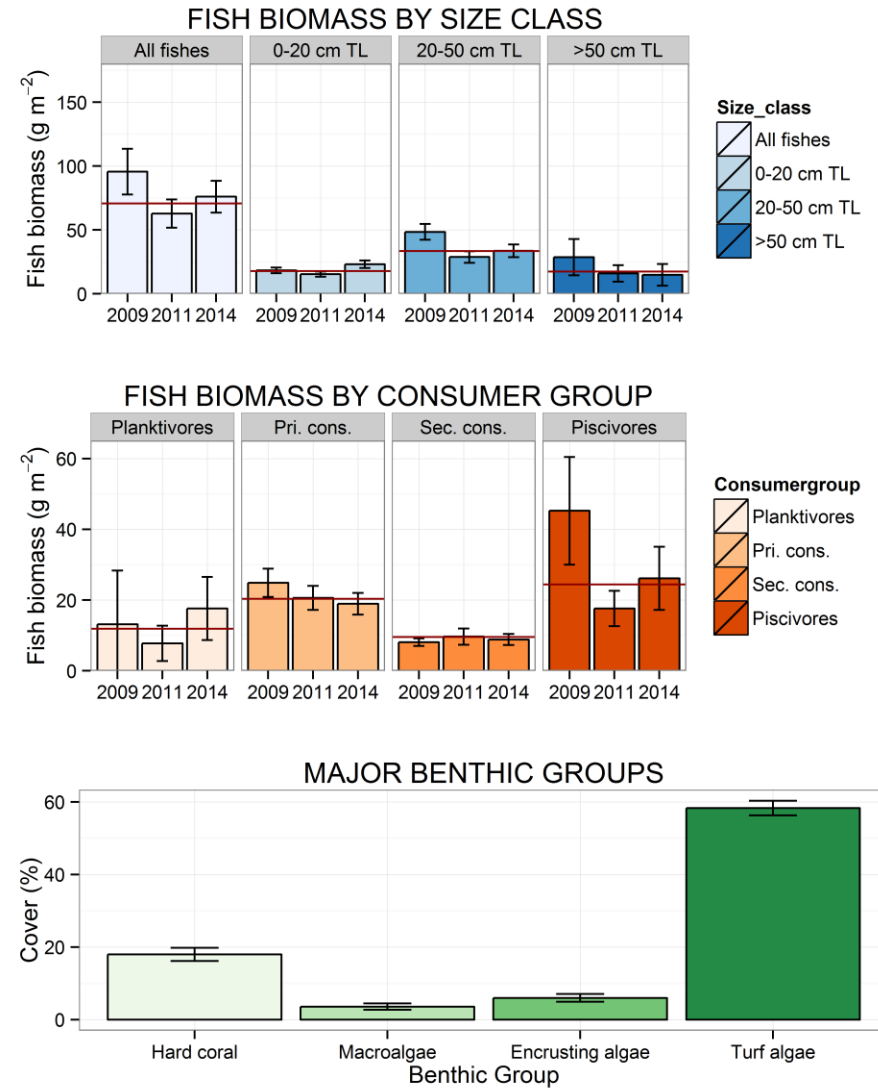 FISH BIOMASS BY SIZE CLASS
All fishes 0-20 cm TL 20-50 cm TL >50 cm TL
Fish biomass (g m⁻²)
150
100
50
0
2009 2011 2014 2009 2011 2014 2009 2011 2014 2009 2011 2014
Size_class
All fishes
0-20 cm TL
20-50 cm TL
>50 cm TL
FISH BIOMASS BY CONSUMER GROUP
Planktivores Pri. cons. Sec. cons. Piscivores
Fish biomass (g m⁻²)
60
40
20
0
2009 2011 2014 2009 2011 2014 2009 2011 2014 2009 2011 2014
Consumergroup
Planktivores
Pri. cons.
Sec. cons.
Piscivores
MAJOR BENTHIC GROUPS
Cover (%)
60
40
20
0
Hard coral Macroalgae Encrusting algae Turf algae
Benthic Group